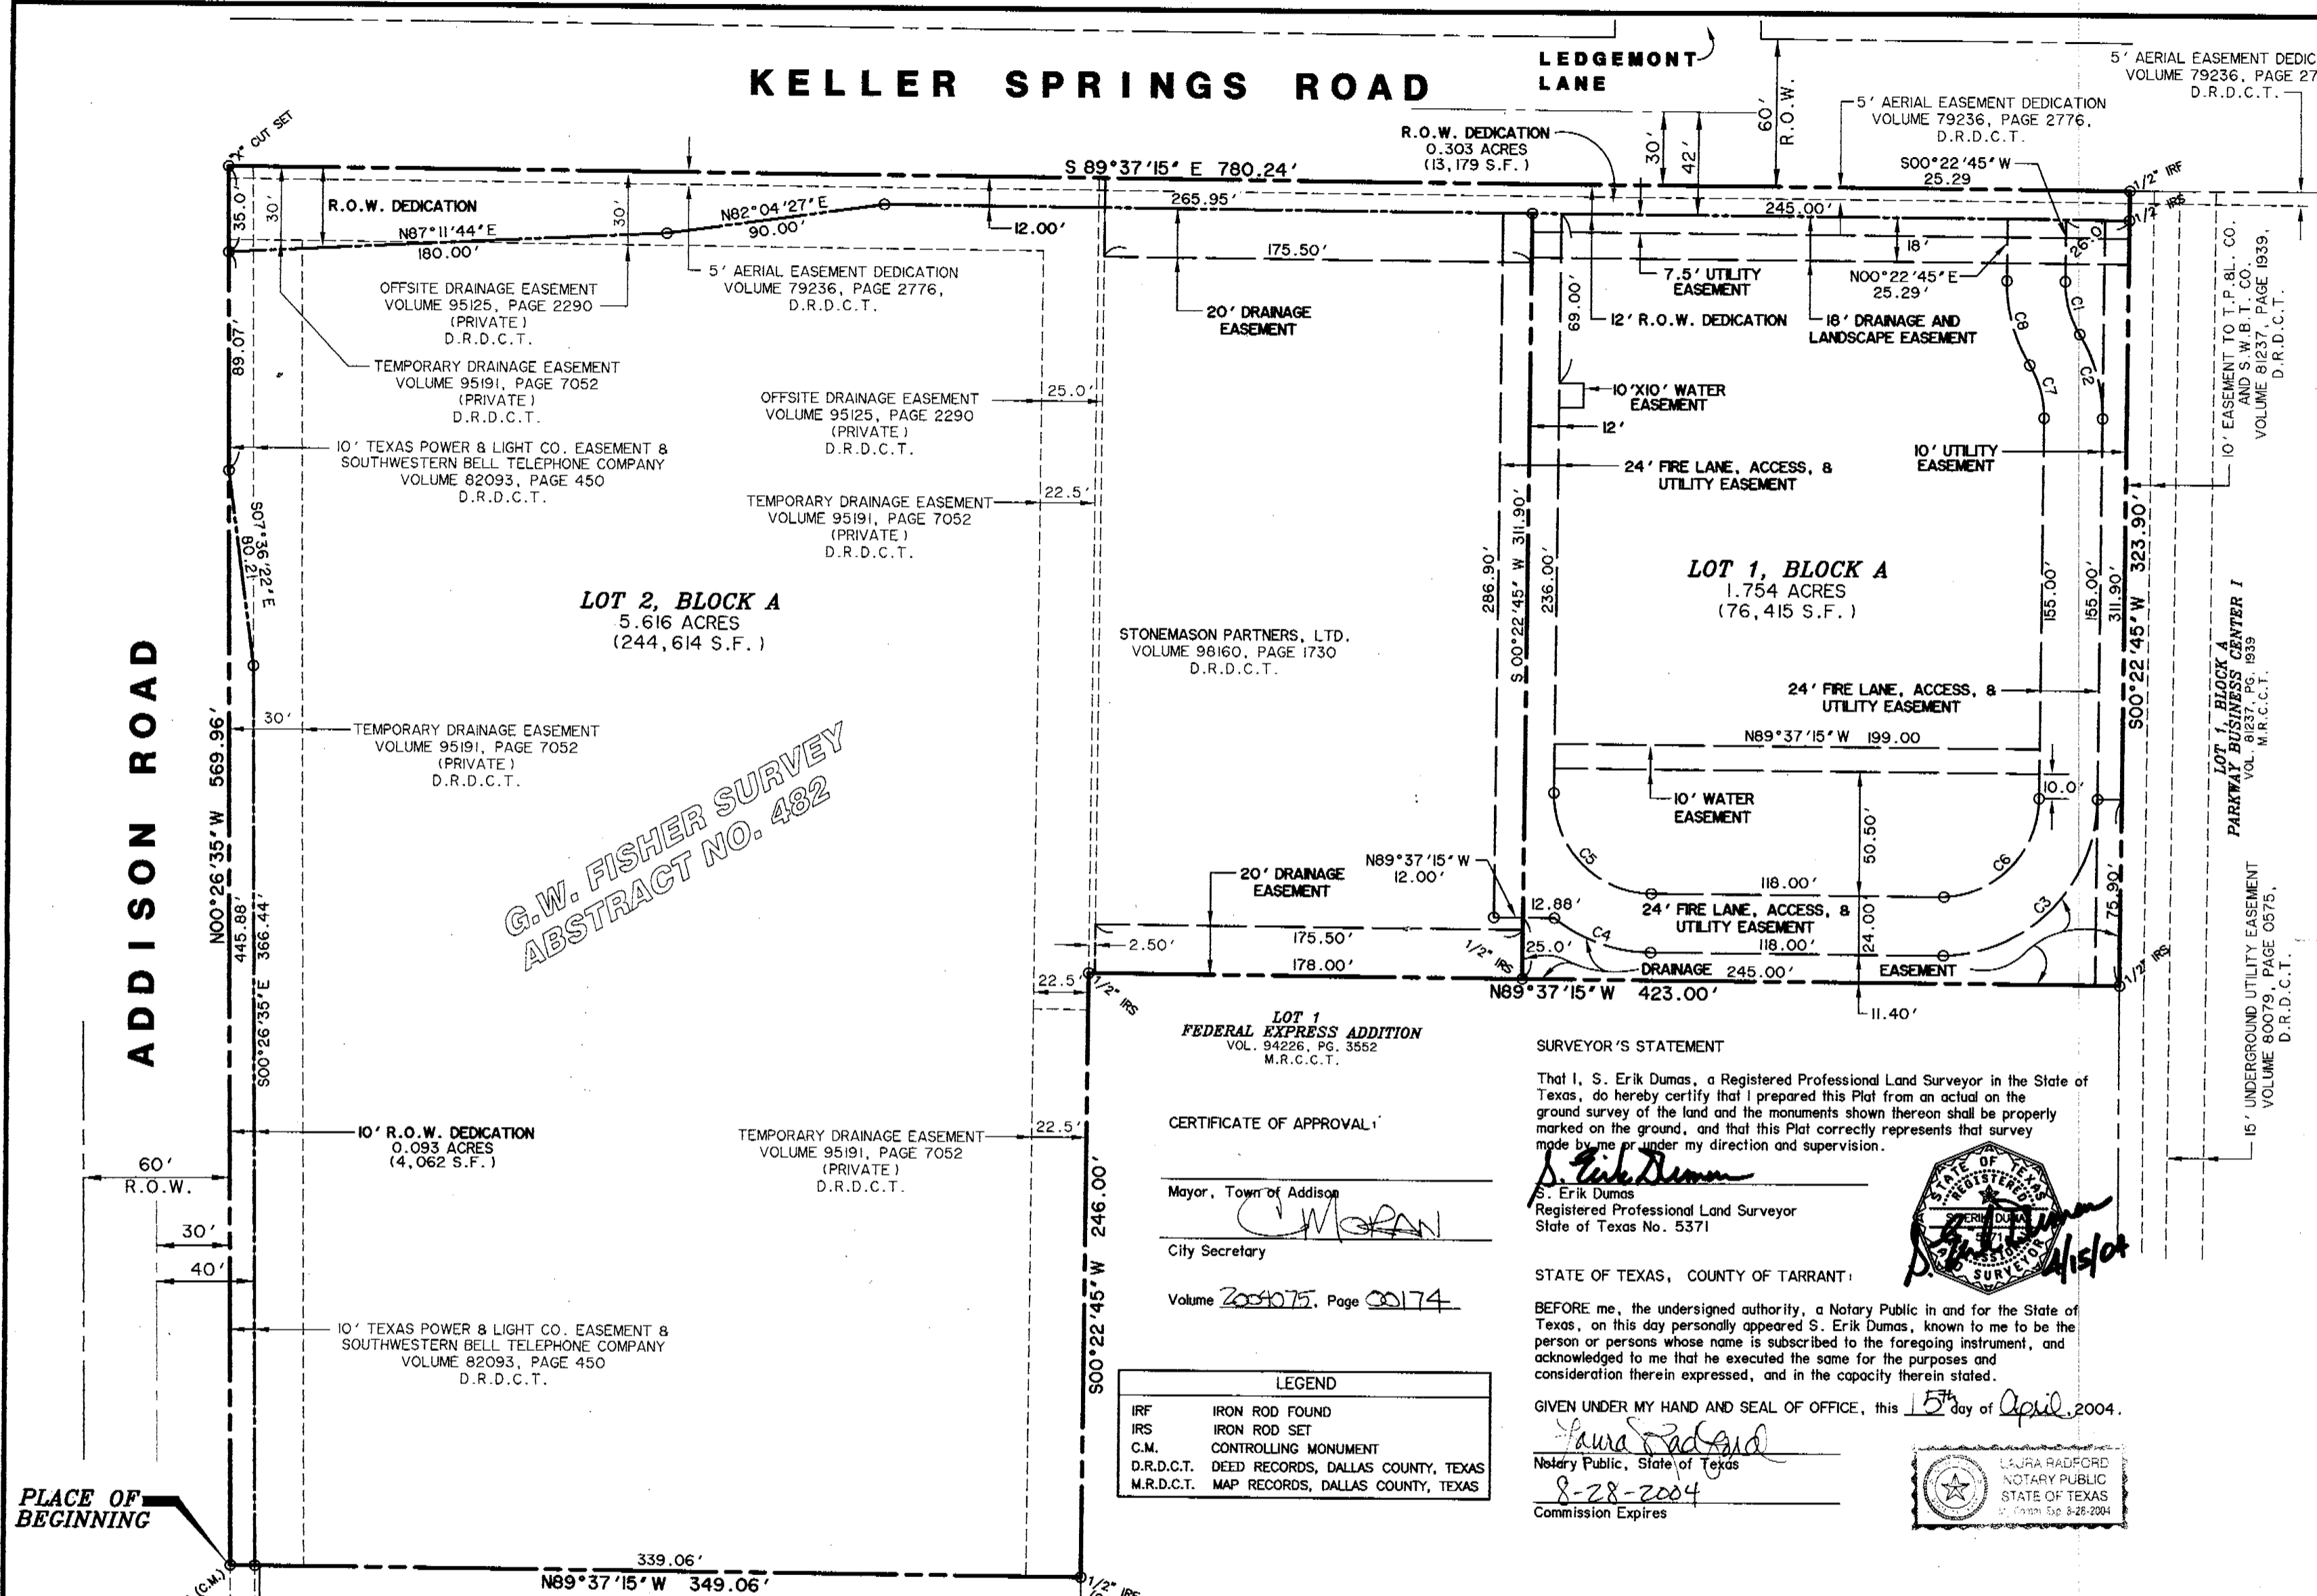 KELLER SPRINGS ROAD
LEDGEMONT
LANE
60'
R.O.W.
5' AERIAL EASEMENT DEDIC
VOLUME 79236, PAGE 27
D.R.D.C.T.
5' AERIAL EASEMENT DEDICATION
VOLUME 79236, PAGE 2776,
D.R.D.C.T.
"X" CUT SET
R.O.W. DEDICATION
0.303 ACRES
(13,179 S.F.)
30'
42'
S00°22'45"W
25.29
1/2" IRF
1/2" IRS
S 89°37'15" E 780.24'
35.0'
30'
R.O.W. DEDICATION
30'
N87°11'44"E
180.00'
N82°04'27"E
90.00'
12.00'
265.95'
245.00'
18'
26.0'
175.50'
7.5' UTILITY
EASEMENT
N00°22'45"E
25.29'
5' AERIAL EASEMENT DEDICATION
VOLUME 79236, PAGE 2776,
D.R.D.C.T.
OFFSITE DRAINAGE EASEMENT
VOLUME 95125, PAGE 2290
(PRIVATE)
D.R.D.C.T.
20' DRAINAGE
EASEMENT
69.00'
12' R.O.W. DEDICATION
18' DRAINAGE AND
LANDSCAPE EASEMENT
C8
C1
C7
C2
89.07'
TEMPORARY DRAINAGE EASEMENT
VOLUME 95191, PAGE 7052
(PRIVATE)
D.R.D.C.T.
OFFSITE DRAINAGE EASEMENT
VOLUME 95125, PAGE 2290
(PRIVATE)
D.R.D.C.T.
25.0'
10'X10' WATER
EASEMENT
12'
10' TEXAS POWER & LIGHT CO. EASEMENT &
SOUTHWESTERN BELL TELEPHONE COMPANY
VOLUME 82093, PAGE 450
D.R.D.C.T.
24' FIRE LANE, ACCESS, &
UTILITY EASEMENT
10' UTILITY
EASEMENT
10' EASEMENT TO T.P.&L. CO.
AND S.W.B.T. CO.
VOLUME 81237, PAGE 1939,
D.R.D.C.T.
TEMPORARY DRAINAGE EASEMENT
VOLUME 95191, PAGE 7052
(PRIVATE)
D.R.D.C.T.
22.5'
S07°36'22"E
80.21'
LOT 2, BLOCK A
5.616 ACRES
(244,614 S.F.)
STONEMASON PARTNERS, LTD.
VOLUME 98160, PAGE 1730
D.R.D.C.T.
286.90'
S 00°22'45" W 311.90'
236.00'
LOT 1, BLOCK A
1.754 ACRES
(76,415 S.F.)
155.00'
155.00'
311.90'
S00°22'45"W 323.90'
LOT 1, BLOCK A
PARKWAY BUSINESS CENTER I
VOL. 81237, PG. 1939
M.R.C.C.T.
ADDISON ROAD
N00°26'35"W 569.96'
30'
TEMPORARY DRAINAGE EASEMENT
VOLUME 95191, PAGE 7052
(PRIVATE)
D.R.D.C.T.
24' FIRE LANE, ACCESS, &
UTILITY EASEMENT
N89°37'15"W 199.00
10' WATER
EASEMENT
10.0'
50.50'
G.W. FISHER SURVEY
ABSTRACT NO. 482
445.88'
S00°26'35"E 366.44'
20' DRAINAGE
EASEMENT
N89°37'15"W
12.00'
C5
C6
118.00'
12.88'
24' FIRE LANE, ACCESS, &
UTILITY EASEMENT
24.00'
C3
C4
75.90'
2.50'
175.50'
178.00'
1/2" IRS
25.0'
118.00'
DRAINAGE
245.00'
EASEMENT
1/2" IRS
22.5'
1/2" IRS
N89°37'15"W 423.00'
11.40'
15' UNDERGROUND UTILITY EASEMENT
VOLUME 80079, PAGE 0575,
D.R.D.C.T.
LOT 1
FEDERAL EXPRESS ADDITION
VOL. 94226, PG. 3552
M.R.C.C.T.
SURVEYOR'S STATEMENT
That I, S. Erik Dumas, a Registered Professional Land Surveyor in the State of
Texas, do hereby certify that I prepared this Plat from an actual on the
ground survey of the land and the monuments shown thereon shall be properly
marked on the ground, and that this Plat correctly represents that survey
made by me or under my direction and supervision.
S. Erik Dumas
S. Erik Dumas
Registered Professional Land Surveyor
State of Texas No. 5371
STATE OF TEXAS
REGISTERED
S. ERIK DUMAS
5371
PROFESSIONAL
LAND SURVEYOR
S. Erik Dumas
4/15/04
CERTIFICATE OF APPROVAL:
Mayor, Town of Addison
C MORAN
City Secretary
Volume 2004075, Page 00174
10' R.O.W. DEDICATION
0.093 ACRES
(4,062 S.F.)
TEMPORARY DRAINAGE EASEMENT
VOLUME 95191, PAGE 7052
(PRIVATE)
D.R.D.C.T.
22.5'
S00°22'45"W 246.00'
60'
R.O.W.
30'
40'
10' TEXAS POWER & LIGHT CO. EASEMENT &
SOUTHWESTERN BELL TELEPHONE COMPANY
VOLUME 82093, PAGE 450
D.R.D.C.T.
STATE OF TEXAS, COUNTY OF TARRANT:
BEFORE me, the undersigned authority, a Notary Public in and for the State of
Texas, on this day personally appeared S. Erik Dumas, known to me to be the
person or persons whose name is subscribed to the foregoing instrument, and
acknowledged to me that he executed the same for the purposes and
consideration therein expressed, and in the capacity therein stated.
GIVEN UNDER MY HAND AND SEAL OF OFFICE, this 15th day of April, 2004.
Laura Radford
Notary Public, State of Texas
8-28-2004
Commission Expires
LAURA RADFORD
NOTARY PUBLIC
STATE OF TEXAS
My Comm. Exp. 8-28-2004
LEGEND
IRF IRON ROD FOUND
IRS IRON ROD SET
C.M. CONTROLLING MONUMENT
D.R.D.C.T. DEED RECORDS, DALLAS COUNTY, TEXAS
M.R.D.C.T. MAP RECORDS, DALLAS COUNTY, TEXAS
PLACE OF
BEGINNING
(C.M.)
339.06'
N89°37'15"W 349.06'
1/2" IRF